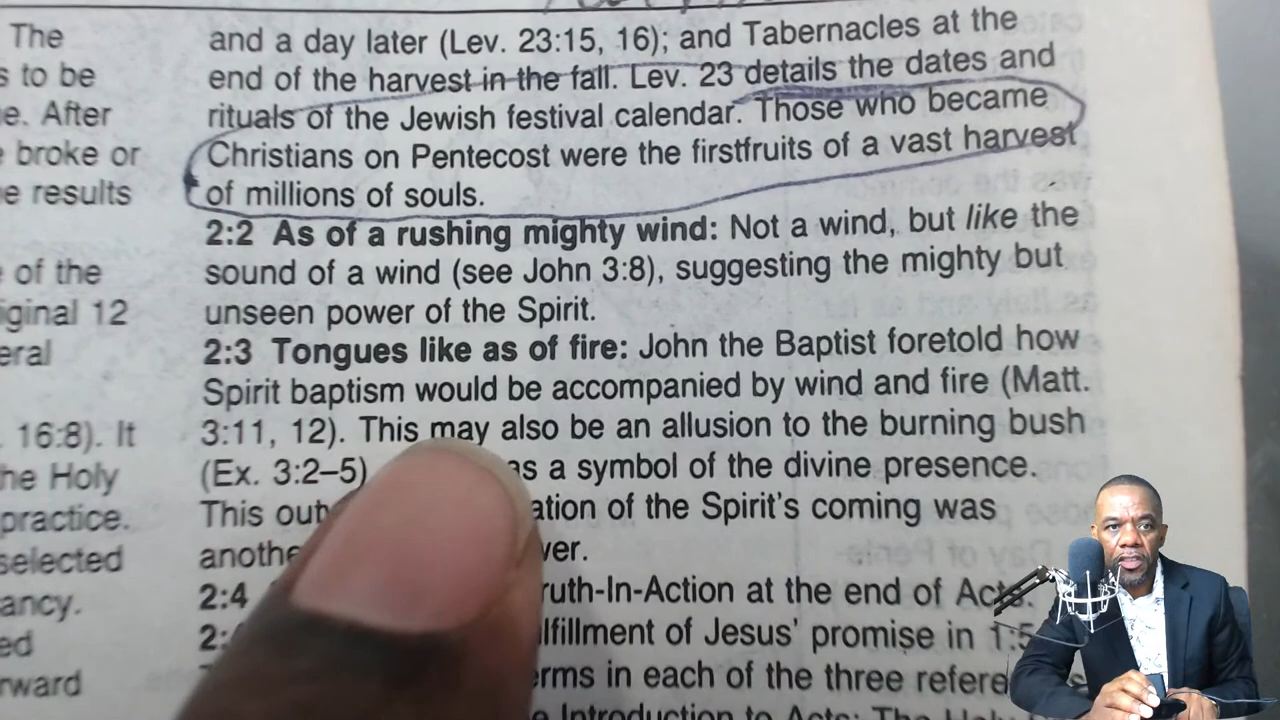 The
s to be
e. After
broke or
e results
of the
iginal 12
eral
16:8). It
he Holy
practice.
selected
ancy.
ed
rward
and a day later (Lev. 23:15, 16); and Tabernacles at the
end of the harvest in the fall. Lev. 23 details the dates and
rituals of the Jewish festival calendar. Those who became
Christians on Pentecost were the firstfruits of a vast harvest
of millions of souls.
2:2 As of a rushing mighty wind: Not a wind, but like the
sound of a wind (see John 3:8), suggesting the mighty but
unseen power of the Spirit.
2:3 Tongues like as of fire: John the Baptist foretold how
Spirit baptism would be accompanied by wind and fire (Matt.
3:11, 12). This may also be an allusion to the burning bush
(Ex. 3:2–5) as a symbol of the divine presence.
This out ation of the Spirit's coming was
anothe ver.
2:4 ruth-In-Action at the end of Acts.
2: lfillment of Jesus' promise in 1:5
erms in each of the three refere
Introduction to Acts: The Holy